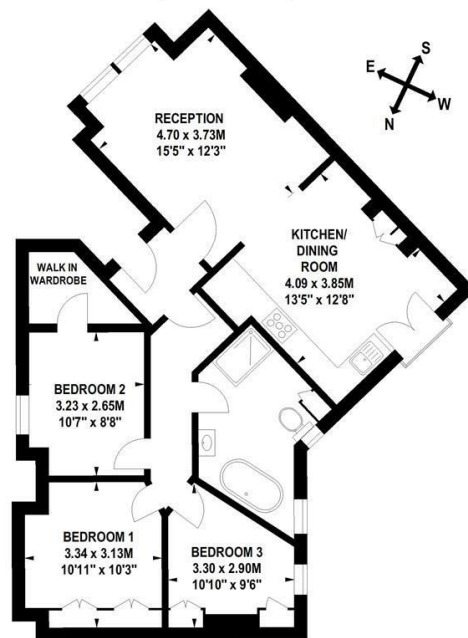 S
E
W
N
RECEPTION
4.70 x 3.73M
15'5" x 12'3"
KITCHEN/
DINING
ROOM
4.09 x 3.85M
13'5" x 12'8"
WALK IN
WARDROBE
BEDROOM 2
3.23 x 2.65M
10'7" x 8'8"
BEDROOM 1
3.34 x 3.13M
10'11" x 10'3"
BEDROOM 3
3.30 x 2.90M
10'10" x 9'6"